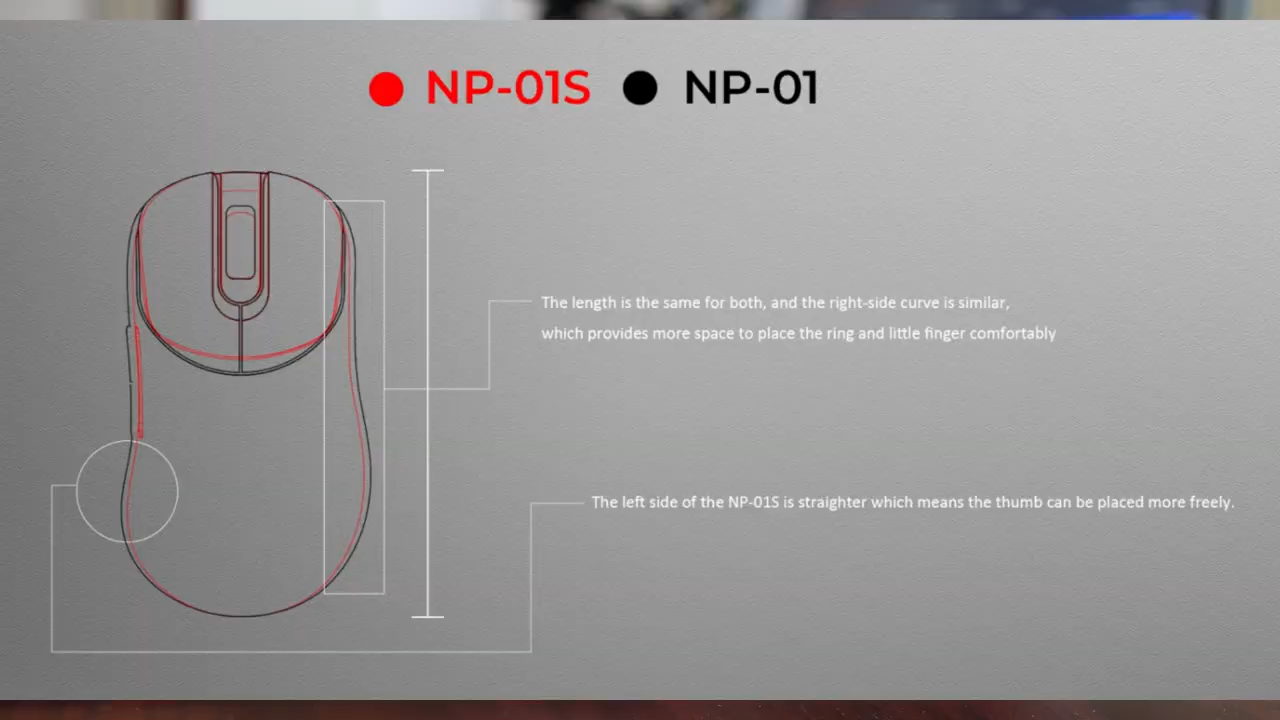 NP-01S NP-01
The length is the same for both, and the right-side curve is similar,
which provides more space to place the ring and little finger comfortably
The left side of the NP-01S is straighter which means the thumb can be placed more freely.